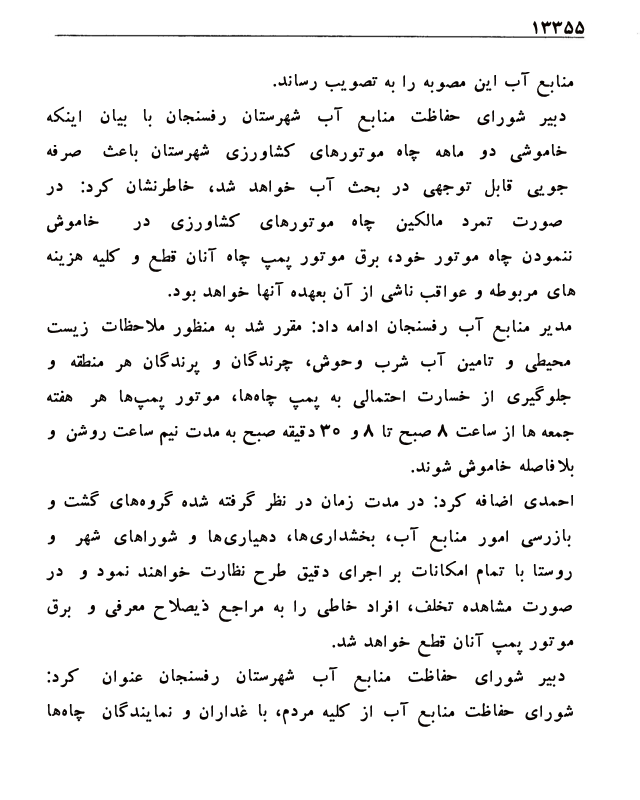 ۱۳۳۵۵
منابع آب این مصوبه را به تصویب رساند.
دبیر شورای حفاظت منابع آب شهرستان رفسنجان با بیان اینکه
خاموشی دو ماهه چاه موتورهای کشاورزی شهرستان باعث صرفه
جویی قابل توجهی در بحث آب خواهد شد، خاطرنشان کرد: در
صورت تمرد مالکین چاه موتورهای کشاورزی در خاموش
ننمودن چاه موتور خود، برق موتور پمپ چاه آنان قطع و کلیه هزینه
های مربوطه و عواقب ناشی از آن بعهده آنها خواهد بود.
مدیر منابع آب رفسنجان ادامه داد: مقرر شد به منظور ملاحظات زیست
محیطی و تامین آب شرب وحوش، چرندگان و پرندگان هر منطقه و
جلوگیری از خسارت احتمالی به پمپ چاه‌ها، موتور پمپ‌ها هر هفته
جمعه ها از ساعت ۸ صبح تا ۸ و ۳۰ دقیقه صبح به مدت نیم ساعت روشن و
بلافاصله خاموش شوند.
احمدی اضافه کرد: در مدت زمان در نظر گرفته شده گروه‌های گشت و
بازرسی امور منابع آب، بخشداری‌ها، دهیاری‌ها و شوراهای شهر و
روستا با تمام امکانات بر اجرای دقیق طرح نظارت خواهند نمود و در
صورت مشاهده تخلف، افراد خاطی را به مراجع ذیصلاح معرفی و برق
موتور پمپ آنان قطع خواهد شد.
دبیر شورای حفاظت منابع آب شهرستان رفسنجان عنوان کرد:
شورای حفاظت منابع آب از کلیه مردم، با غداران و نمایندگان چاه‌ها